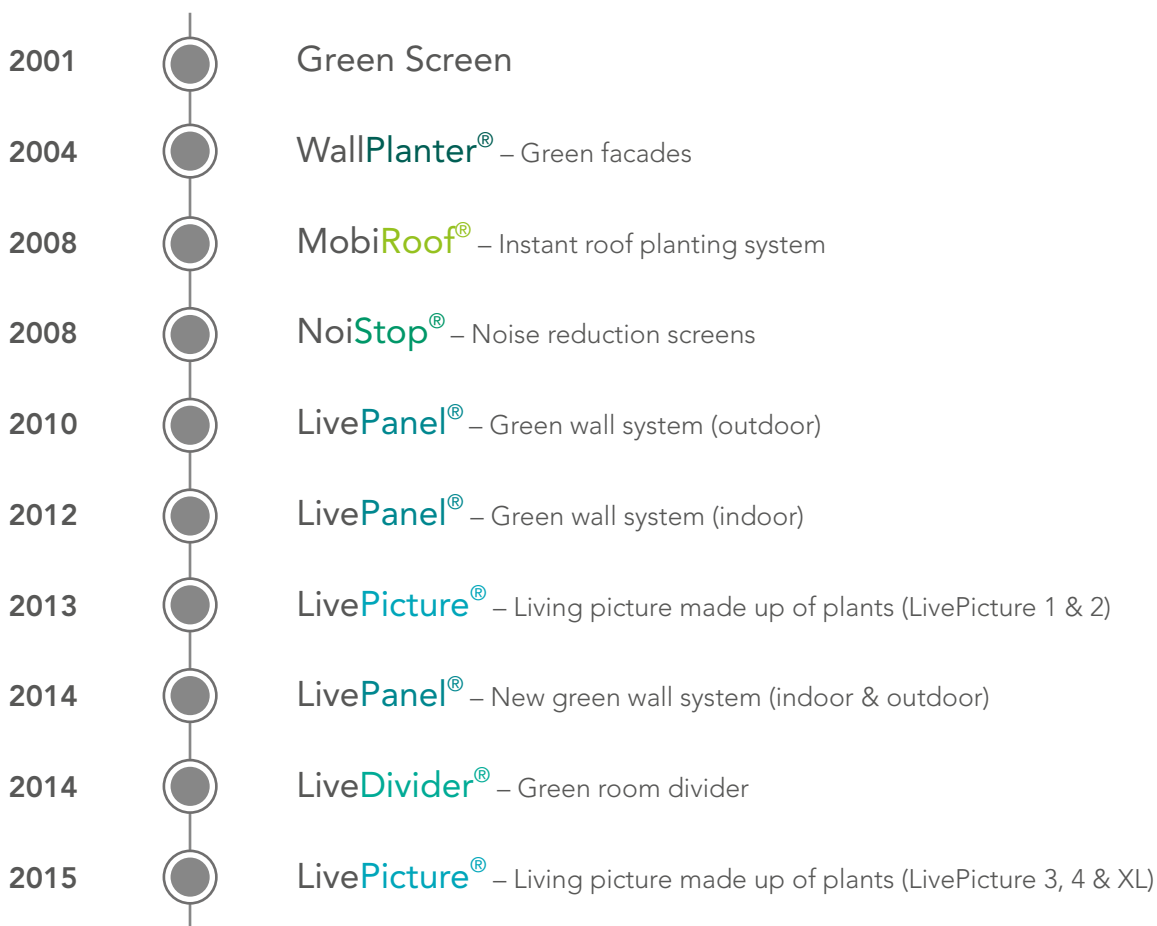 2001 Green Screen
2004 WallPlanter® – Green facades
2008 MobiRoof® – Instant roof planting system
2008 NoiStop® – Noise reduction screens
2010 LivePanel® – Green wall system (outdoor)
2012 LivePanel® – Green wall system (indoor)
2013 LivePicture® – Living picture made up of plants (LivePicture 1 & 2)
2014 LivePanel® – New green wall system (indoor & outdoor)
2014 LiveDivider® – Green room divider
2015 LivePicture® – Living picture made up of plants (LivePicture 3, 4 & XL)